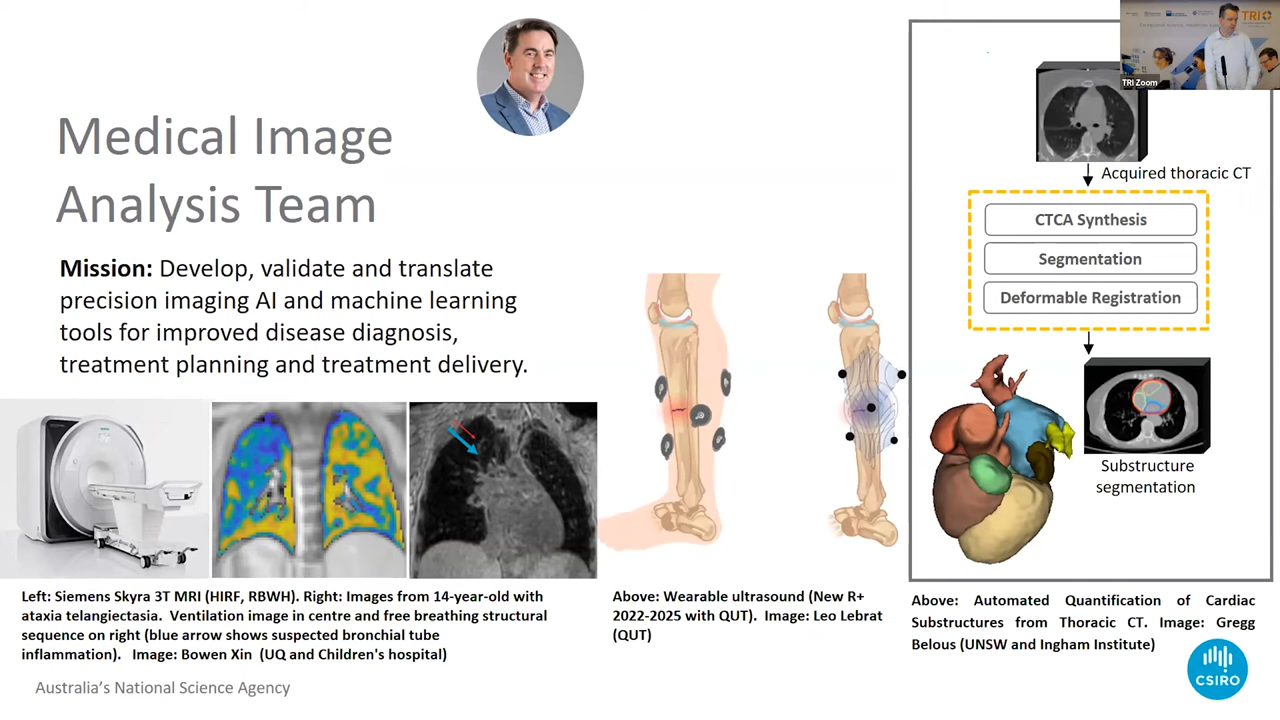 Medical Image
Analysis Team
Mission: Develop, validate and translate
precision imaging AI and machine learning
tools for improved disease diagnosis,
treatment planning and treatment delivery.
Left: Siemens Skyra 3T MRI (HIRF, RBWH). Right: Images from 14-year-old with
ataxia telangiectasia. Ventilation image in centre and free breathing structural
sequence on right (blue arrow shows suspected bronchial tube
inflammation). Image: Bowen Xin (UQ and Children's hospital)
Above: Wearable ultrasound (New R+
2022-2025 with QUT). Image: Leo Lebrat
(QUT)
TRI
TRI Zoom
Acquired thoracic CT
CTCA Synthesis
Segmentation
Deformable Registration
Substructure
segmentation
Above: Automated Quantification of Cardiac
Substructures from Thoracic CT. Image: Gregg
Belous (UNSW and Ingham Institute)
Australia's National Science Agency
CSIRO